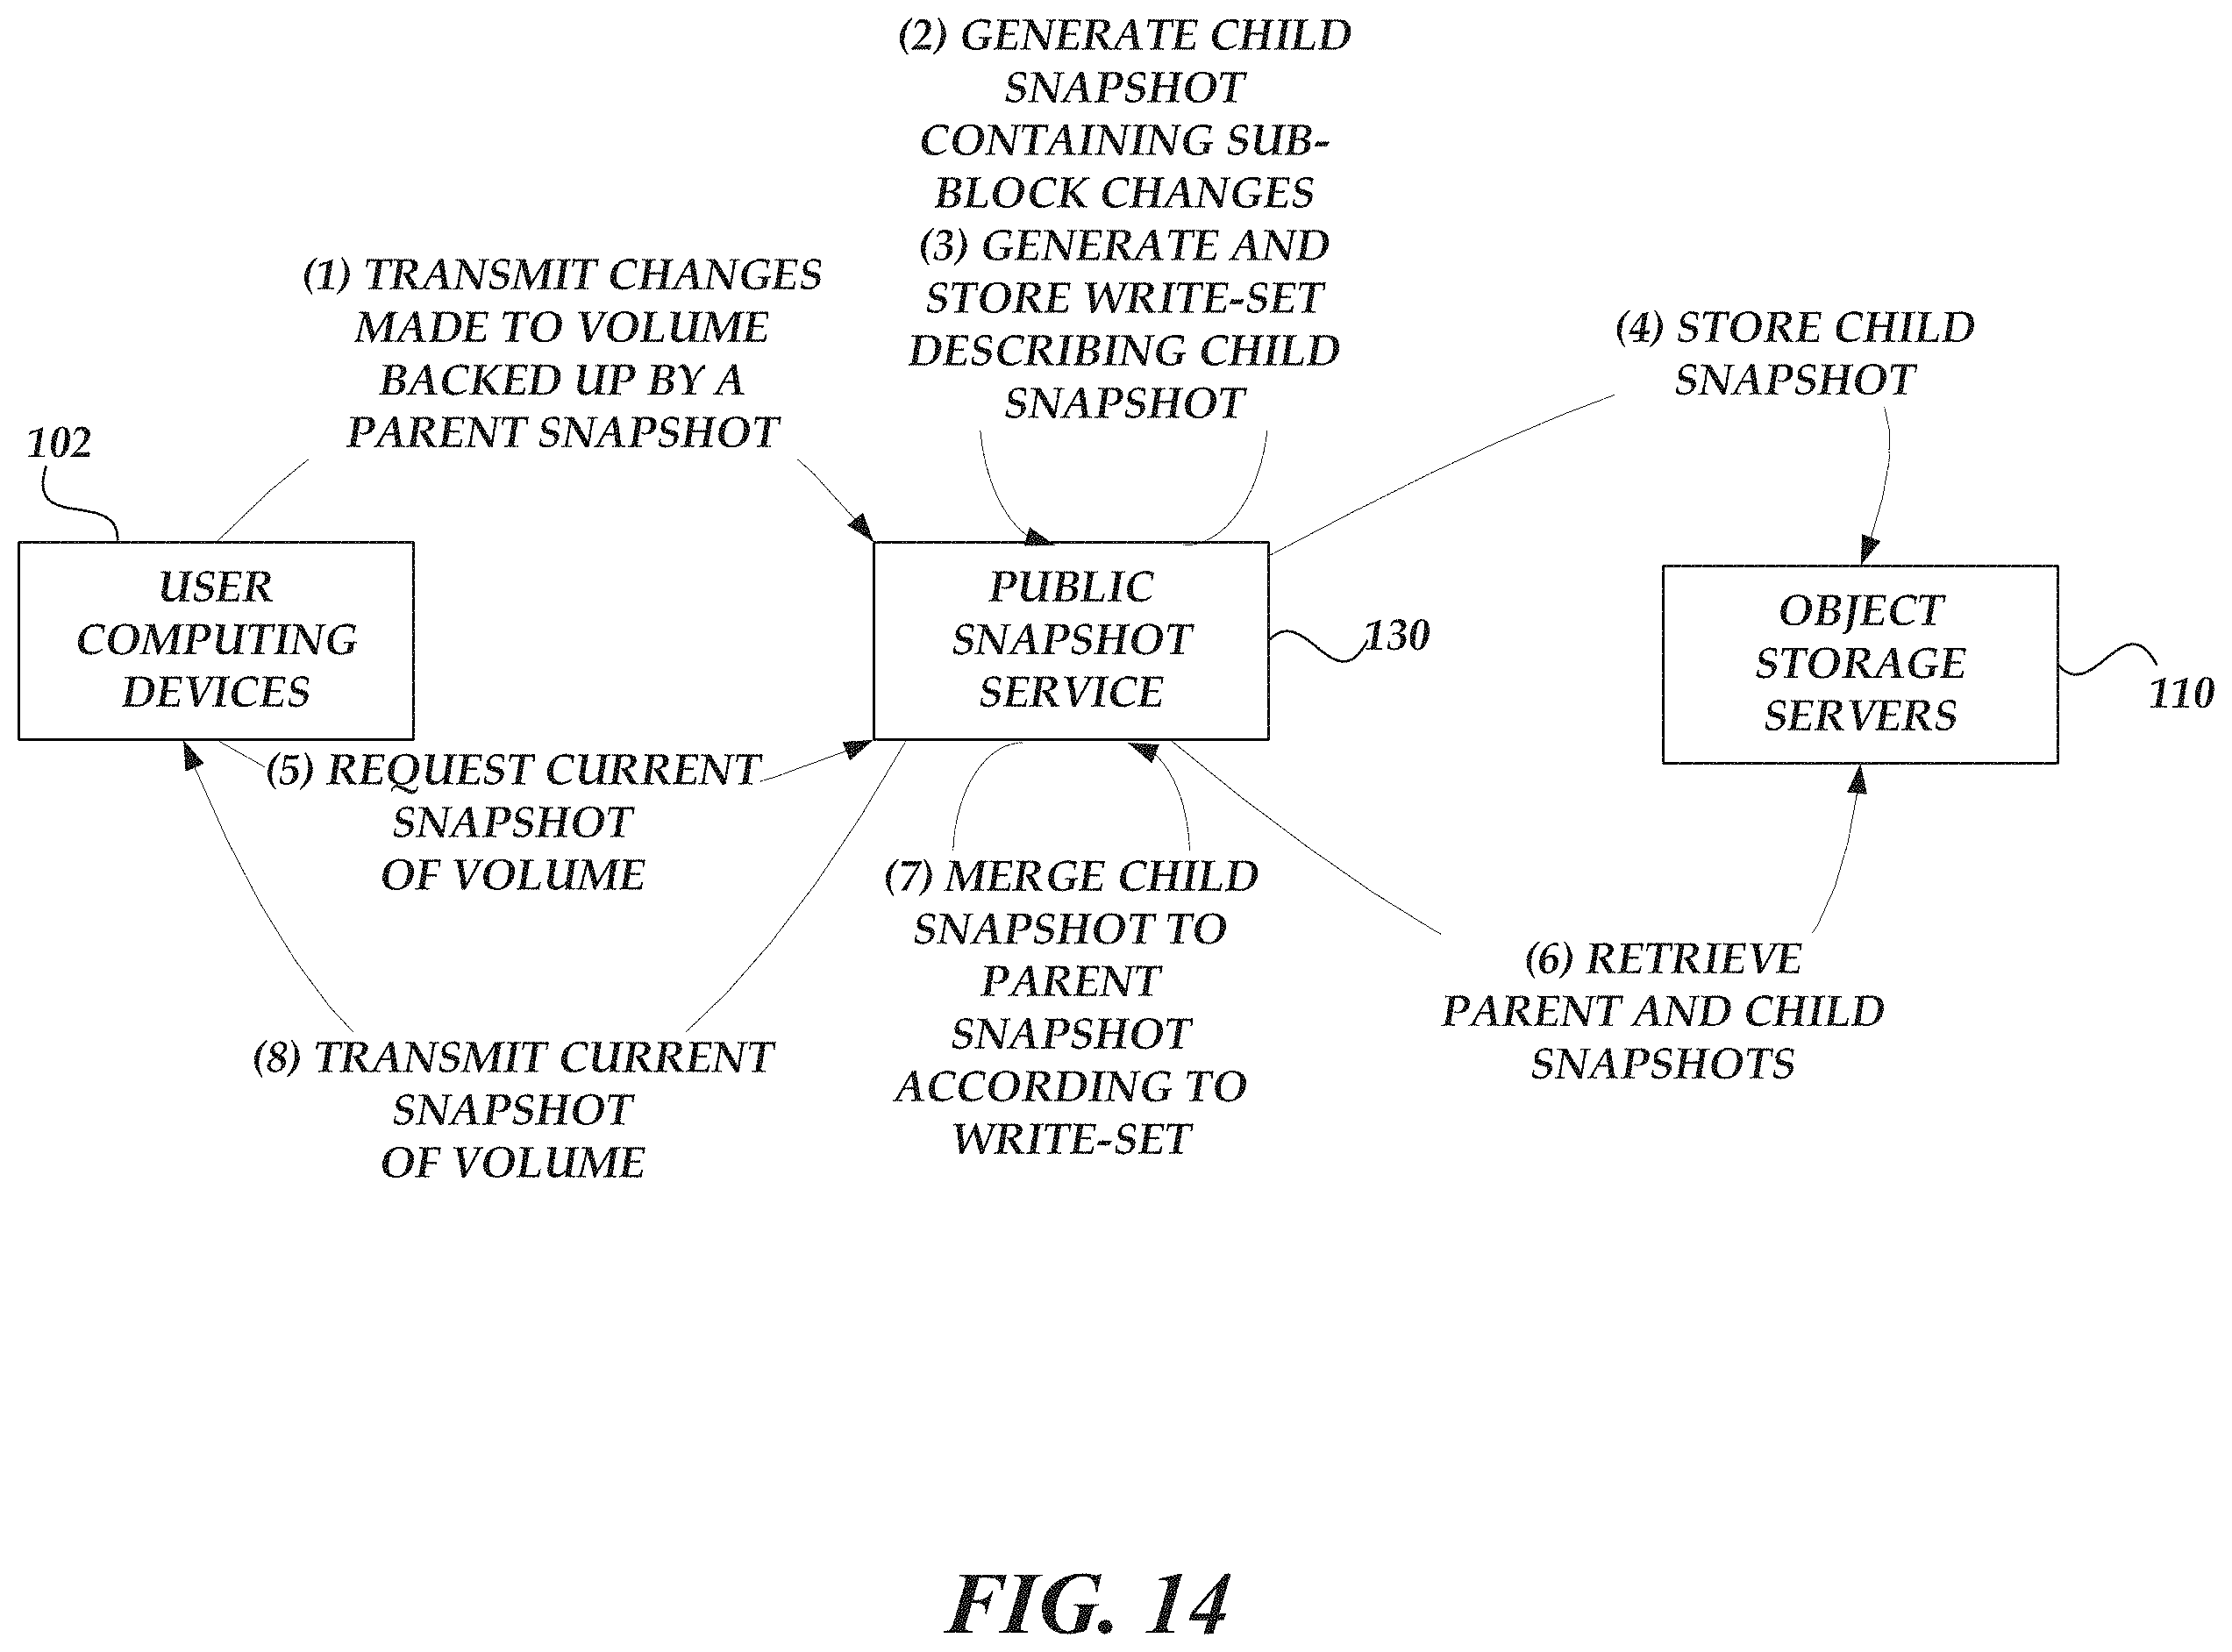 (2) GENERATE CHILD
SNAPSHOT
CONTAINING SUB-
BLOCK CHANGES
(3) GENERATE AND
STORE WRITE-SET
DESCRIBING CHILD
SNAPSHOT
(1) TRANSMIT CHANGES
MADE TO VOLUME
BACKED UP BY A
PARENT SNAPSHOT
(4) STORE CHILD
SNAPSHOT
102
USER
COMPUTING
DEVICES
PUBLIC
SNAPSHOT
SERVICE
130
OBJECT
STORAGE
SERVERS
110
(5) REQUEST CURRENT
SNAPSHOT
OF VOLUME
(7) MERGE CHILD
SNAPSHOT TO
PARENT
SNAPSHOT
ACCORDING TO
WRITE-SET
(6) RETRIEVE
PARENT AND CHILD
SNAPSHOTS
(8) TRANSMIT CURRENT
SNAPSHOT
OF VOLUME
FIG. 14